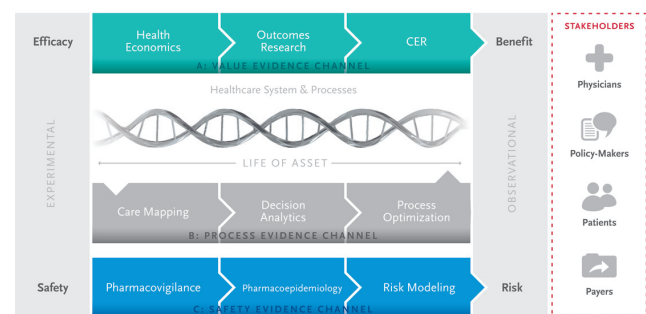 STAKEHOLDERS
Efficacy
Health
Economics
Outcomes
Research
CER
Benefit
A: VALUE EVIDENCE CHANNEL
Physicians
Healthcare System & Processes
EXPERIMENTAL
OBSERVATIONAL
LIFE OF ASSET
Policy-Makers
Care Mapping
Decision
Analytics
Process
Optimization
B: PROCESS EVIDENCE CHANNEL
Patients
Safety
Pharmacovigilance
Pharmacoepidemiology
Risk Modeling
Risk
Payers
C: SAFETY EVIDENCE CHANNEL